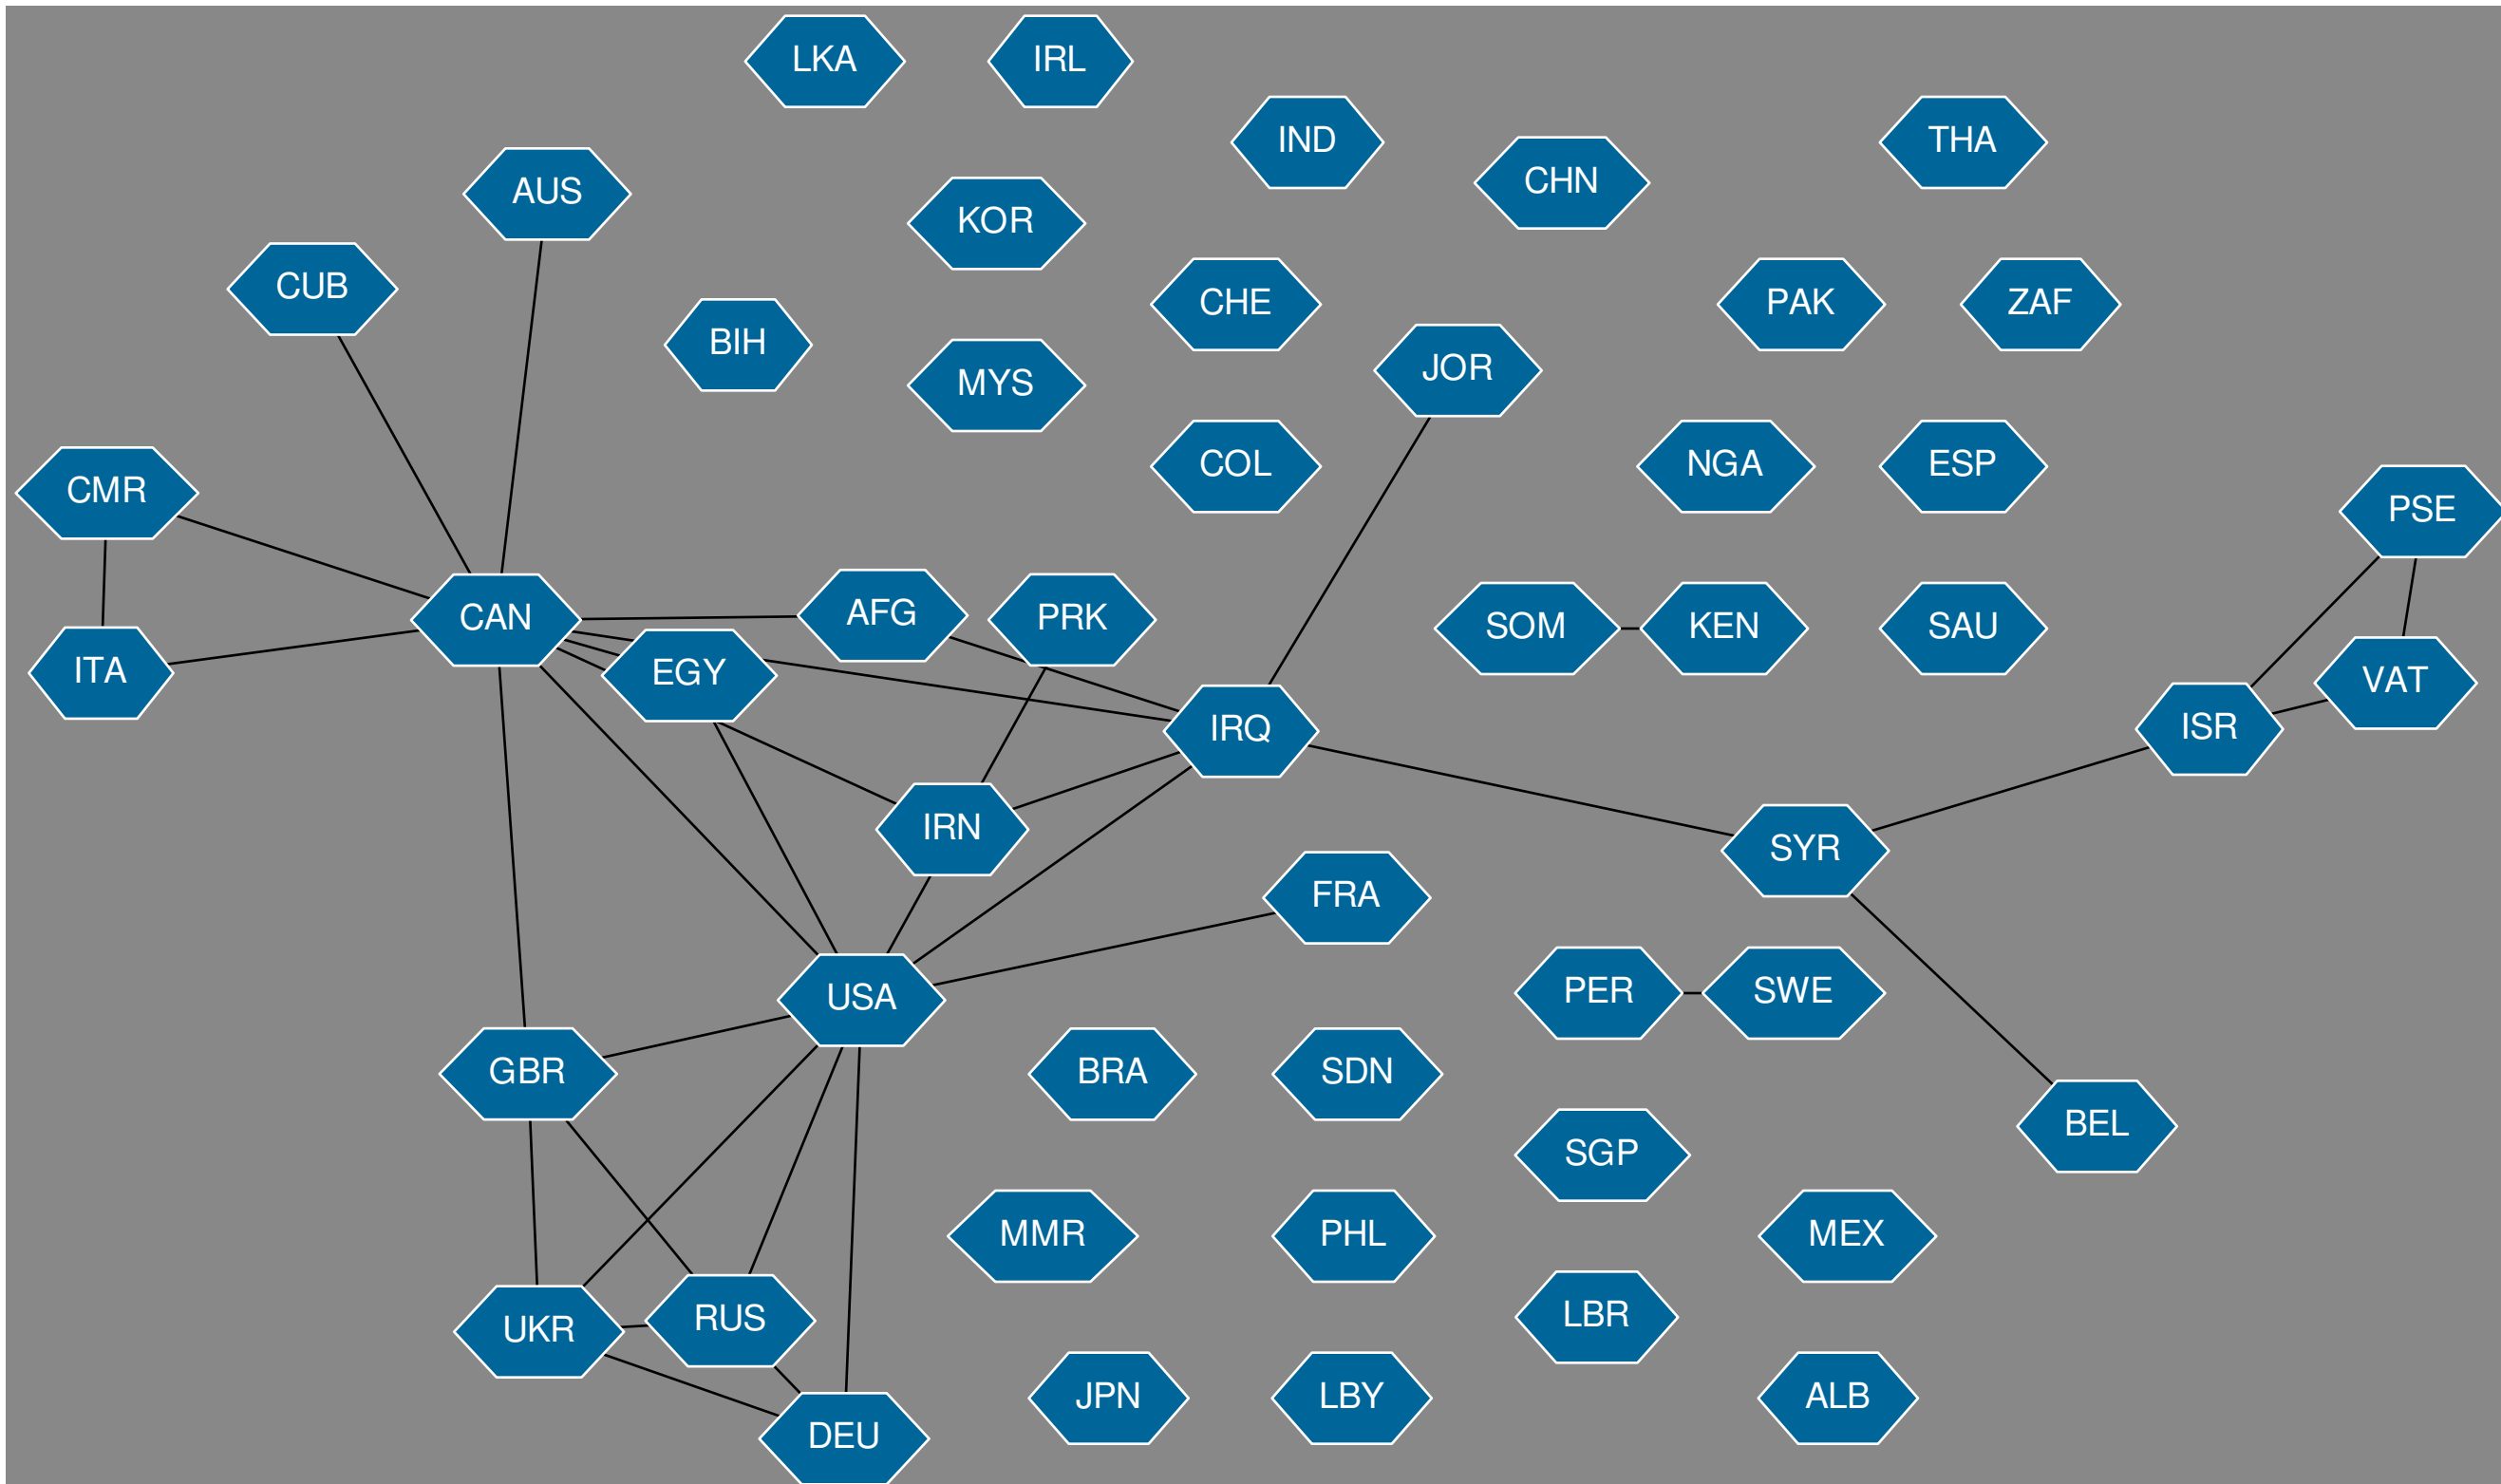 LKA
IRL
IND
THA
CHN
AUS
KOR
CUB
CHE
PAK
ZAF
BIH
JOR
MYS
COL
NGA
ESP
CMR
PSE
CAN
AFG
PRK
SOM
KEN
SAU
ITA
EGY
VAT
IRQ
ISR
IRN
SYR
FRA
USA
PER
SWE
GBR
BRA
SDN
BEL
SGP
MMR
PHL
MEX
UKR
RUS
LBR
JPN
LBY
ALB
DEU